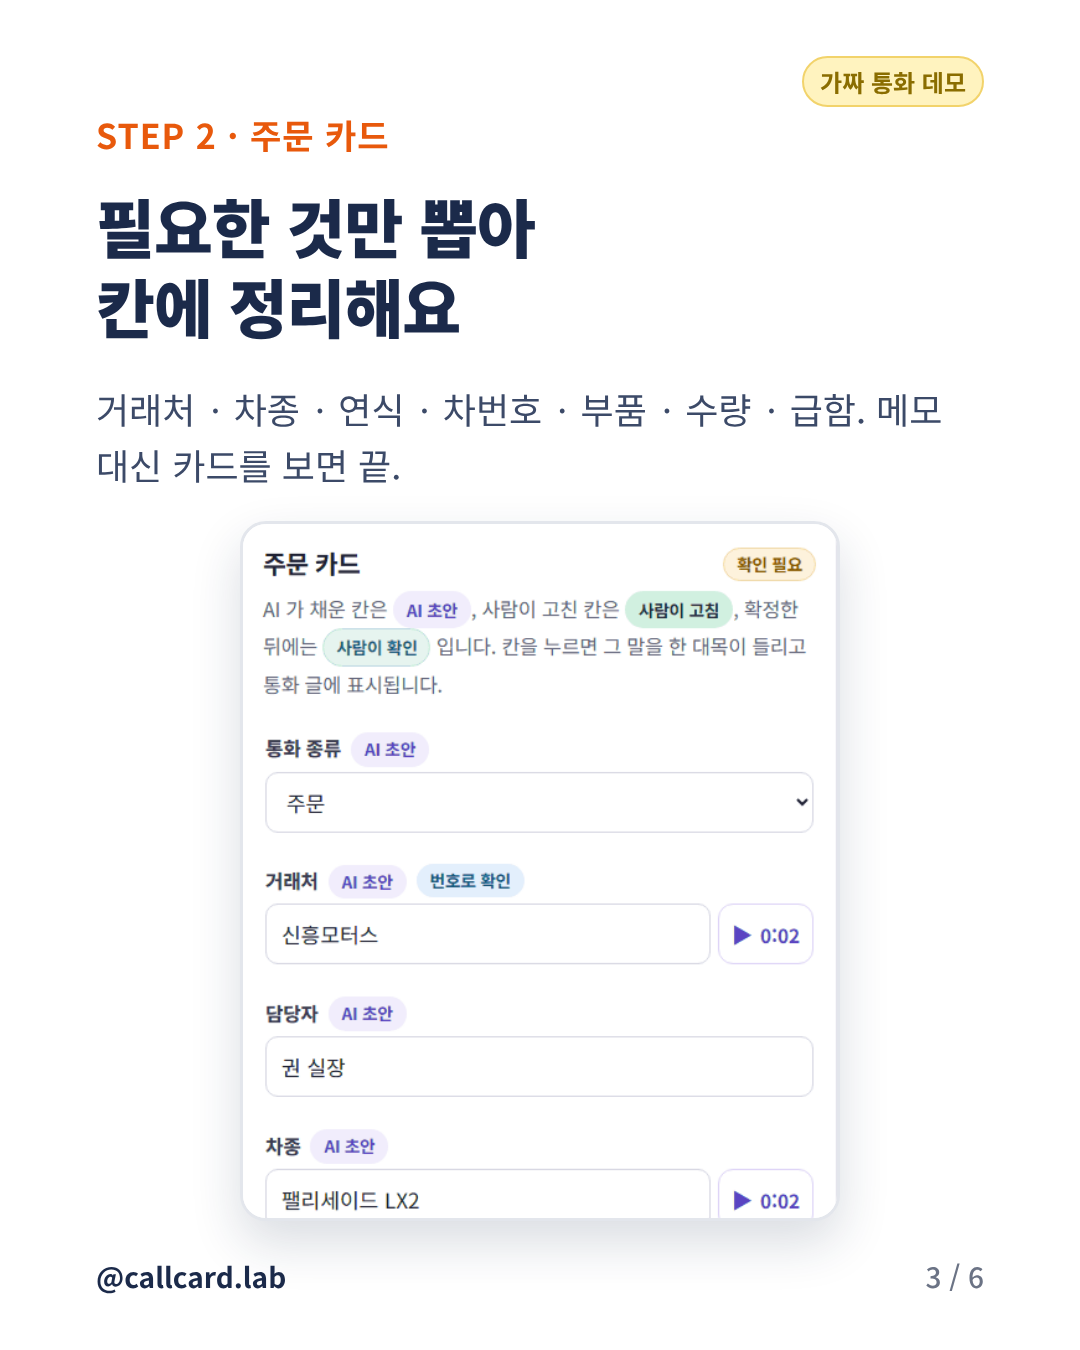 가짜 통화 데모
STEP 2 · 주문 카드
필요한 것만 뽑아
칸에 정리해요
거래처 · 차종 · 연식 · 차번호 · 부품 · 수량 · 급함. 메모
대신 카드를 보면 끝.
주문 카드 확인 필요
AI 가 채운 칸은 AI 초안, 사람이 고친 칸은 사람이 고침, 확정한
뒤에는 사람이 확인 입니다. 칸을 누르면 그 말을 한 대목이 들리고
통화 글에 표시됩니다.
통화 종류 AI 초안
주문
거래처 AI 초안 번호로 확인
신흥모터스 ▶ 0:02
담당자 AI 초안
권 실장
차종 AI 초안
팰리세이드 LX2 ▶ 0:02
@callcard.lab 3 / 6